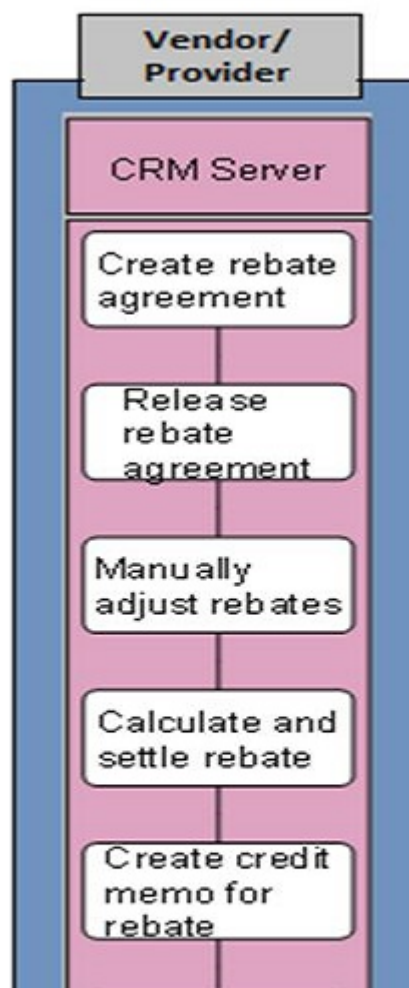 Vendor/
Provider
CRM Server
Create rebate
agreement
Release
rebate
agreement
Manually
adjust rebates
Calculate and
settle rebate
Create credit
memo for
rebate